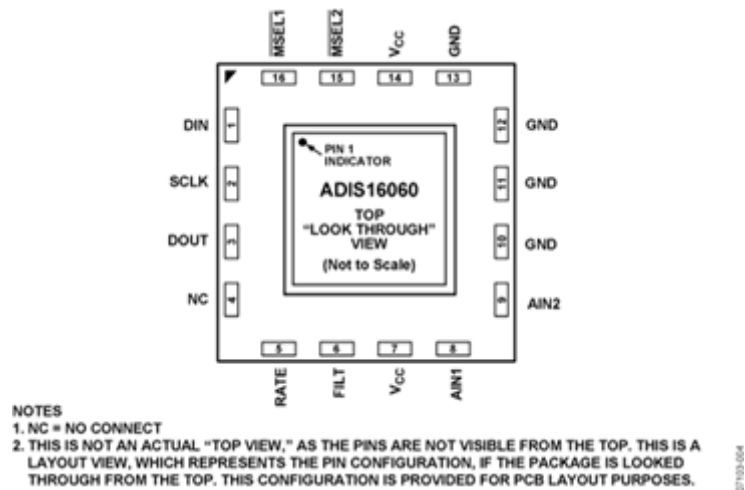 MSEL1 MSEL2 VCC GND
16 15 14 13
DIN 1 12 GND
PIN 1
INDICATOR
ADIS16060
SCLK 2 11 GND
TOP
"LOOK THROUGH"
VIEW
DOUT 3 10 GND
(Not to Scale)
NC 4 9 AIN2
5 6 7 8
RATE FILT VCC AIN1
NOTES
1. NC = NO CONNECT
2. THIS IS NOT AN ACTUAL "TOP VIEW," AS THE PINS ARE NOT VISIBLE FROM THE TOP. THIS IS A
LAYOUT VIEW, WHICH REPRESENTS THE PIN CONFIGURATION, IF THE PACKAGE IS LOOKED
THROUGH FROM THE TOP. THIS CONFIGURATION IS PROVIDED FOR PCB LAYOUT PURPOSES.
07103-004